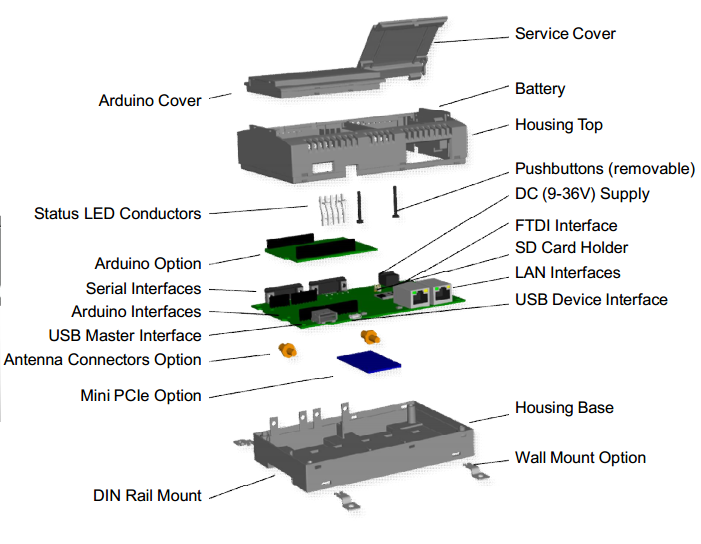 Service Cover
Battery
Arduino Cover
Housing Top
Pushbuttons (removable)
DC (9-36V) Supply
Status LED Conductors
FTDI Interface
SD Card Holder
Arduino Option
LAN Interfaces
Serial Interfaces
USB Device Interface
Arduino Interfaces
USB Master Interface
Antenna Connectors Option
Mini PCIe Option
Housing Base
Wall Mount Option
DIN Rail Mount